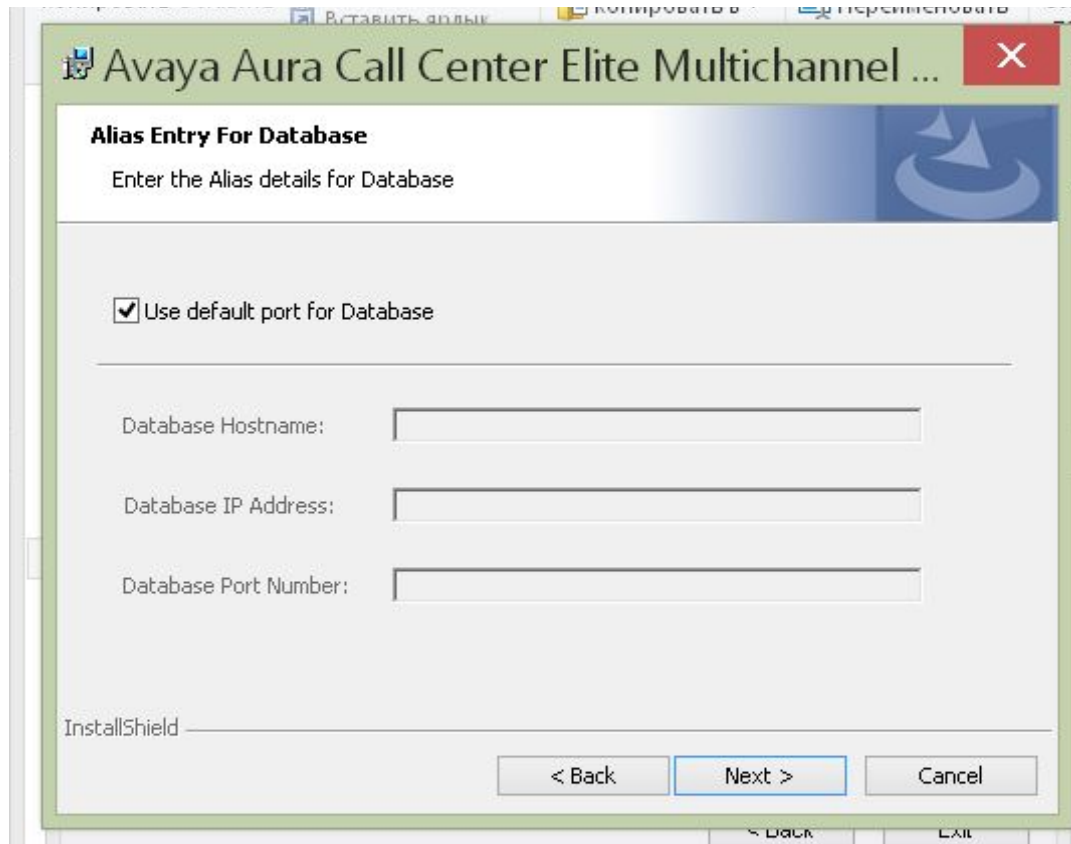 Вставить ярлык
копировать в
Переименовать
Avaya Aura Call Center Elite Multichannel ...
Alias Entry For Database
Enter the Alias details for Database
Use default port for Database
Database Hostname:
Database IP Address:
Database Port Number:
InstallShield
< Back
Next >
Cancel
< Back
Exit